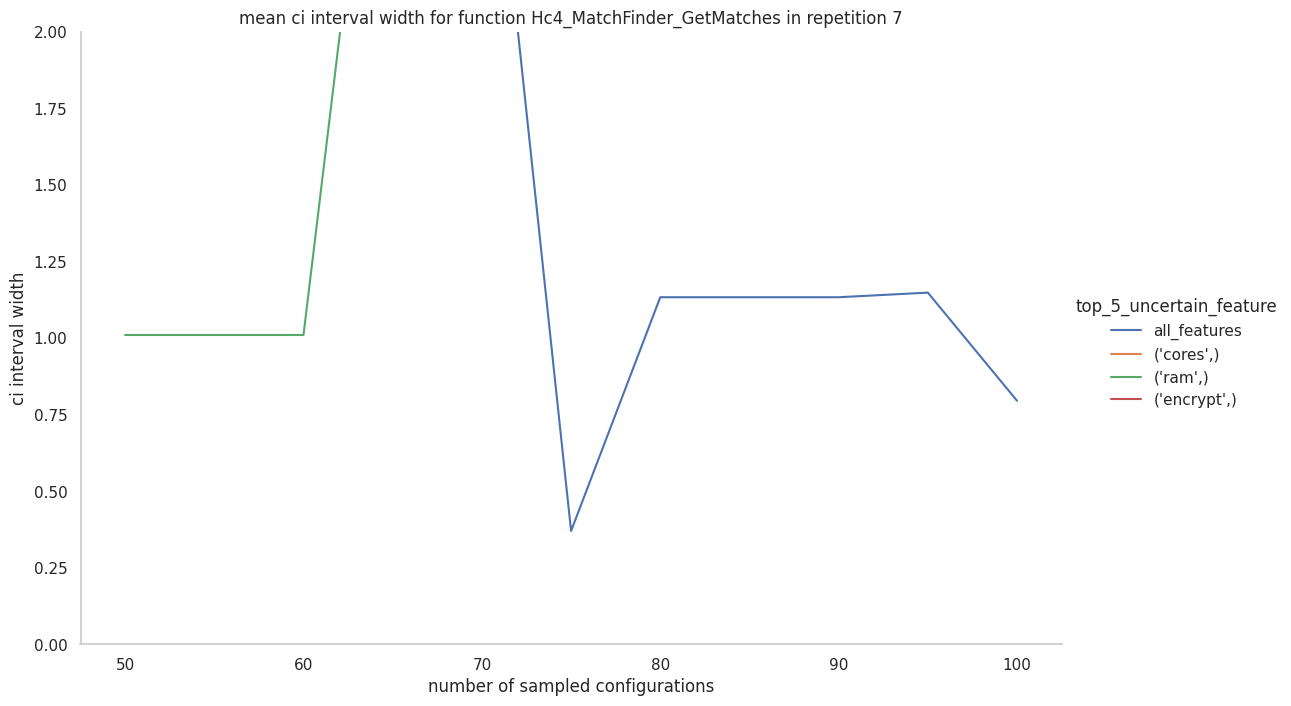 mean ci interval width for function Hc4_MatchFinder_GetMatches in repetition 7
2.00
1.75
1.50
1.25
1.00
0.75
0.50
0.25
0.00
ci interval width
50 60 70 80 90 100
number of sampled configurations
top_5_uncertain_feature
all_features
('cores',)
('ram',)
('encrypt',)